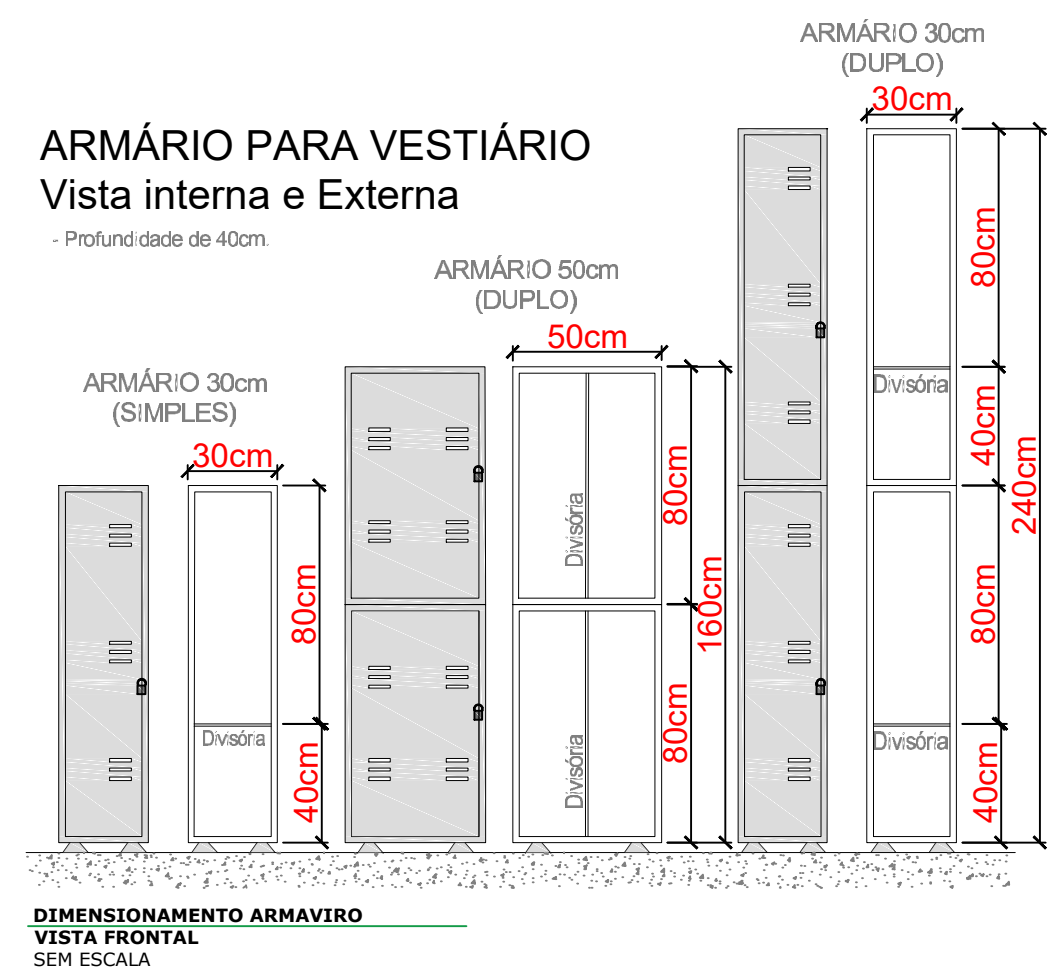 ARMÁRIO 30cm
(DUPLO)
30cm
ARMÁRIO PARA VESTIÁRIO
Vista interna e Externa
- Profundidade de 40cm.
ARMÁRIO 50cm
(DUPLO)
50cm
ARMÁRIO 30cm
(SIMPLES)
30cm
80cm
Divisória
40cm
Divisória
80cm
160cm
Divisória
80cm
80cm
Divisória
40cm
240cm
80cm
Divisória
40cm
DIMENSIONAMENTO ARMAVIRO
VISTA FRONTAL
SEM ESCALA